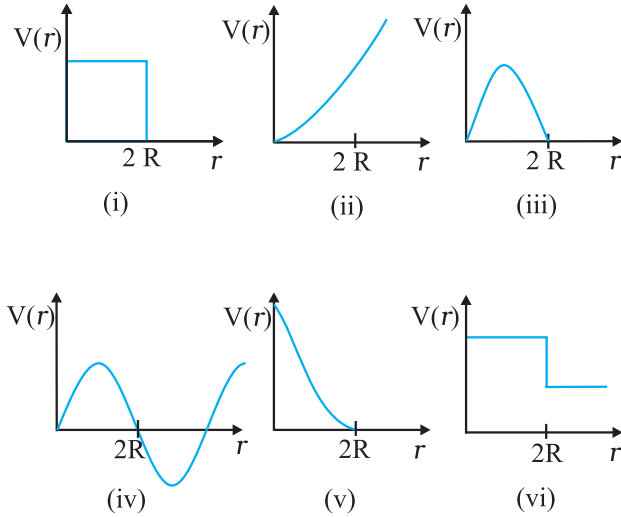 V(r)
2 R
r
(i)
V(r)
2 R
r
(ii)
V(r)
2 R
r
(iii)
V(r)
2R
r
(iv)
V(r)
2R
r
(v)
V(r)
2R
r
(vi)